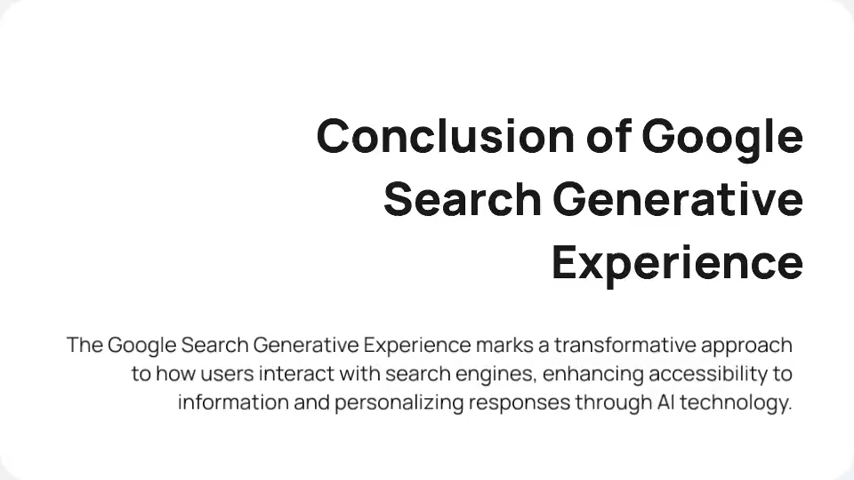 Conclusion of Google
Search Generative
Experience
The Google Search Generative Experience marks a transformative approach
to how users interact with search engines, enhancing accessibility to
information and personalizing responses through AI technology.